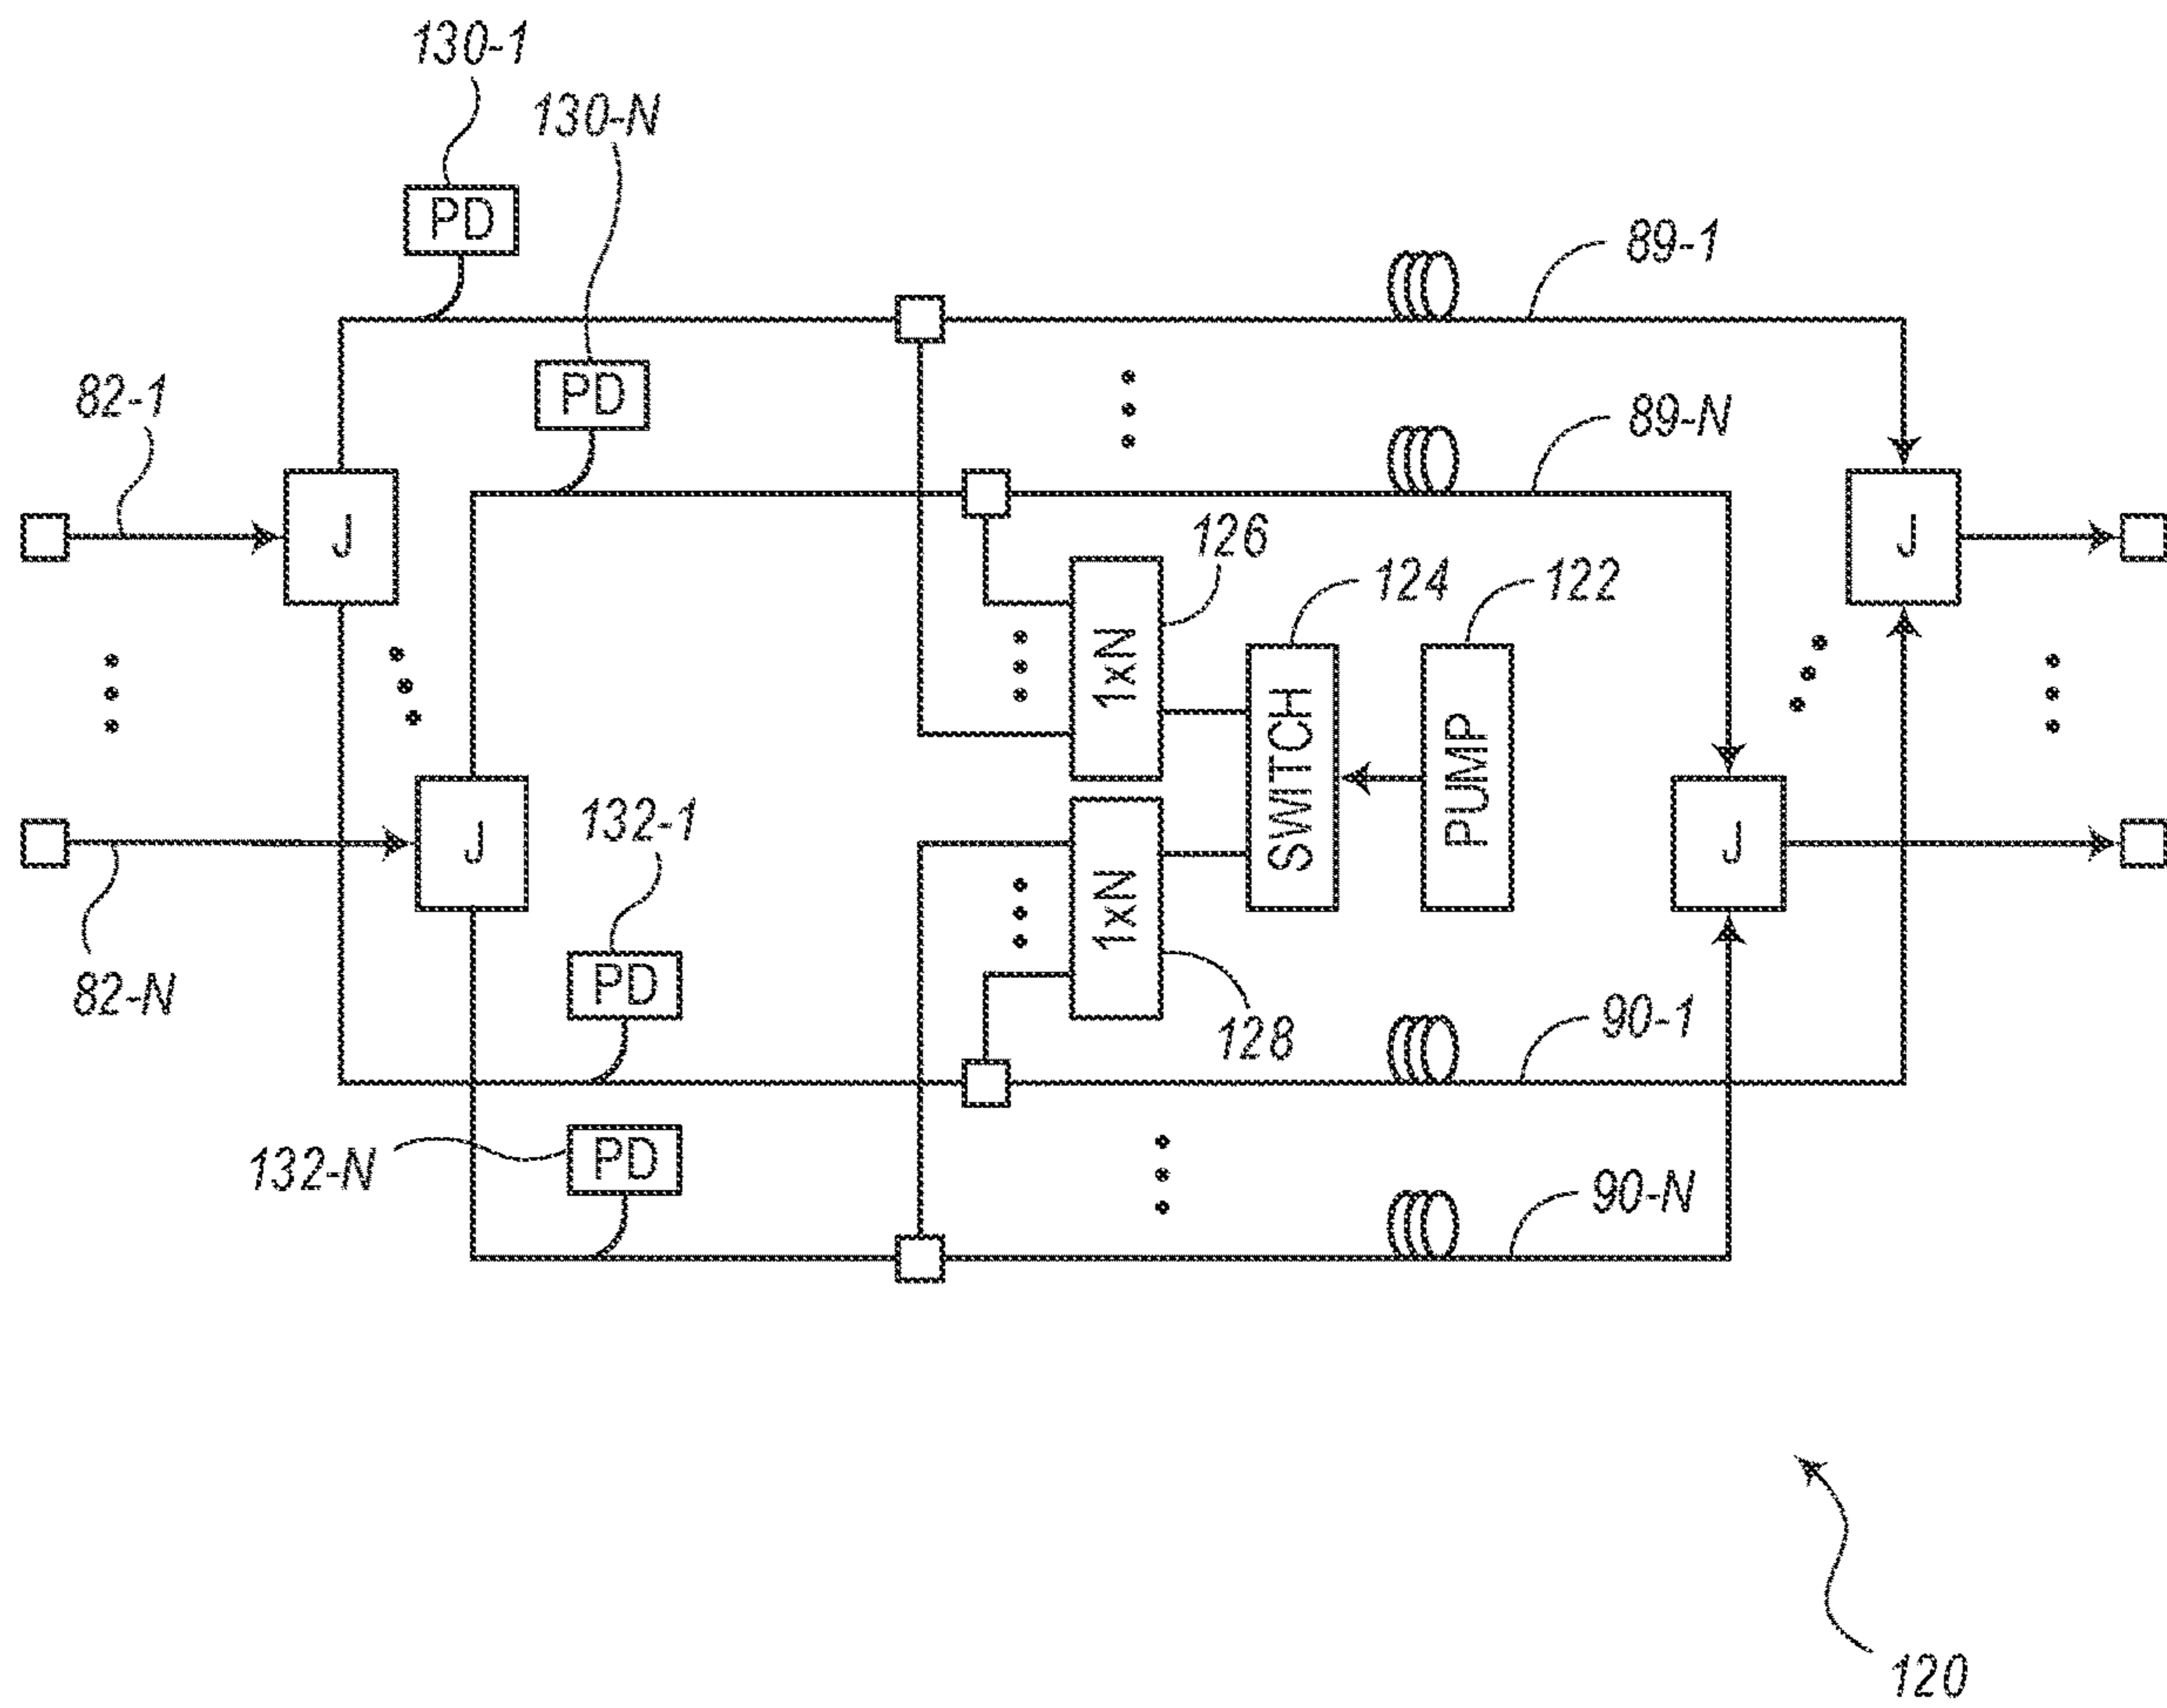 130-1
130-N
PD
89-1
PD
82-1
89-N
J
126
J
124
122
1xN
SWITCH
PUMP
132-1
J
1xN
J
PD
82-N
90-1
128
PD
132-N
90-N
120